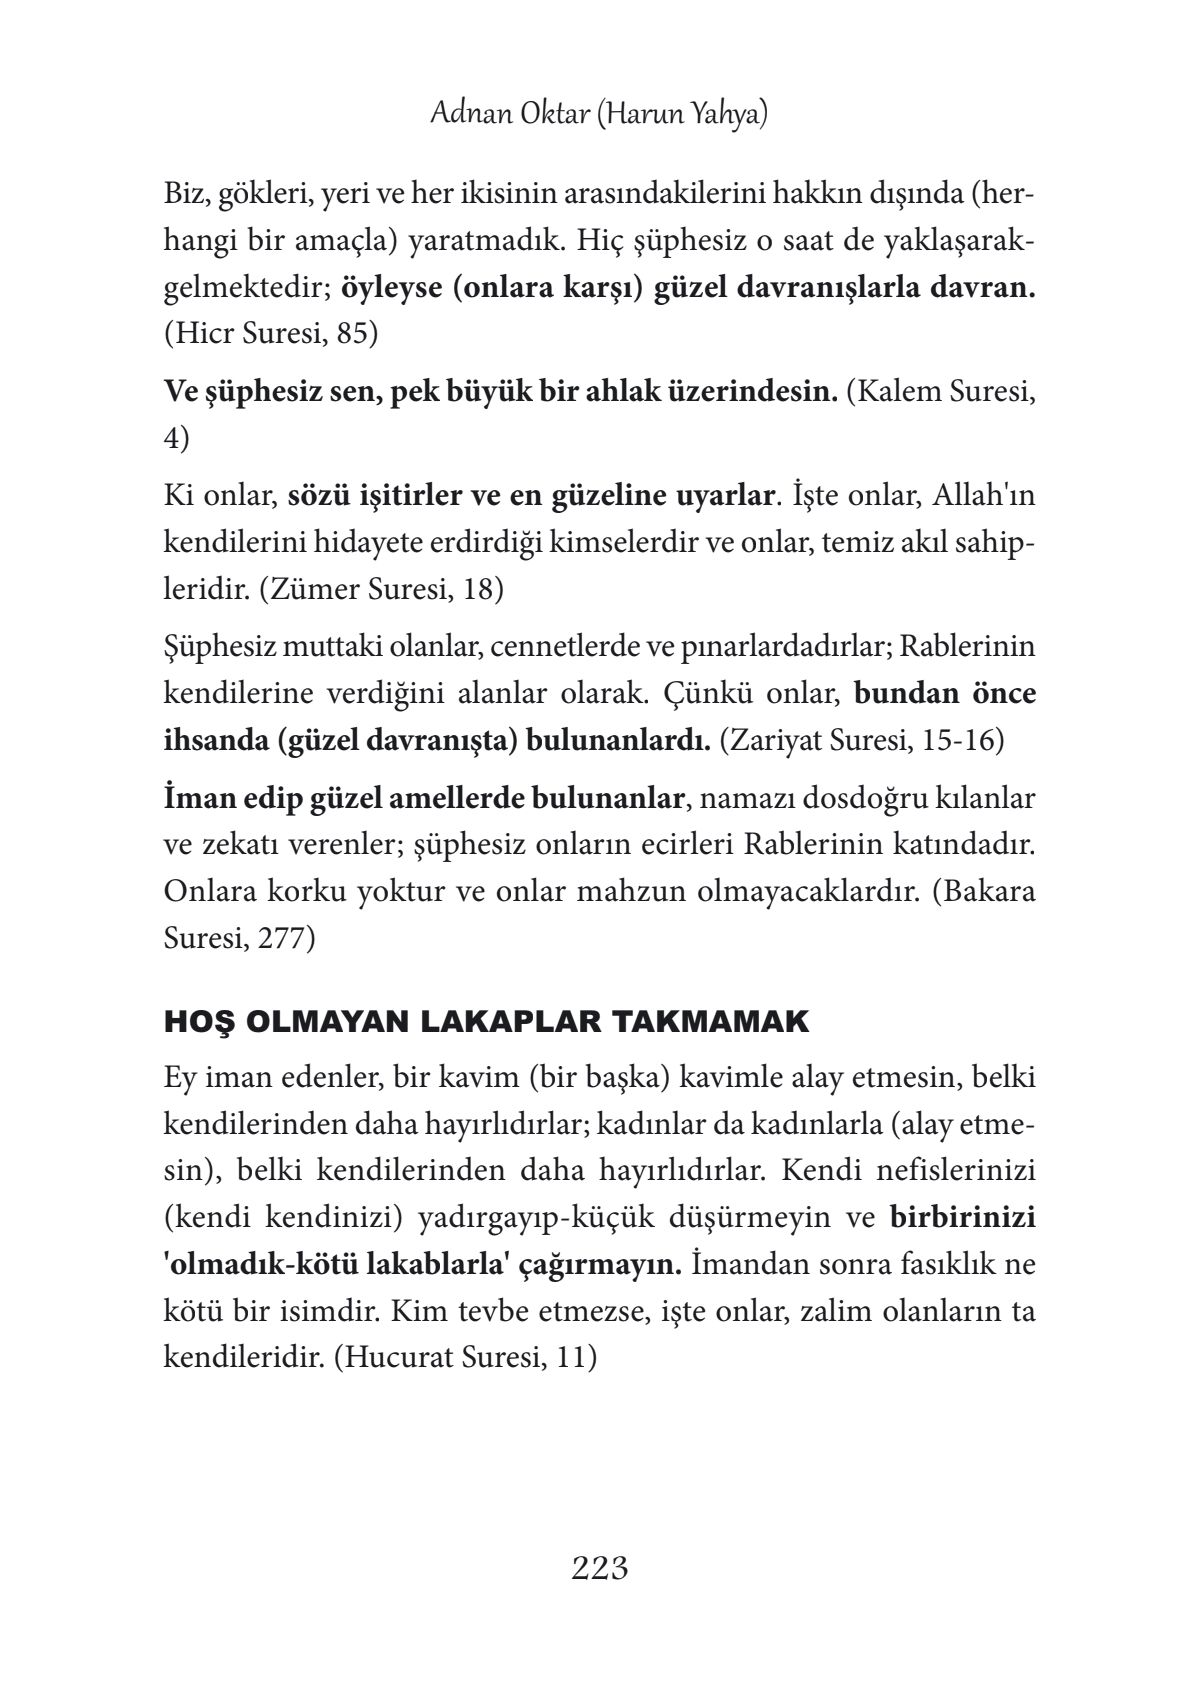 Adnan Oktar (Harun Yahya)
Biz, gökleri, yeri ve her ikisinin arasındakilerini hakkın dışında (her-
hangi bir amaçla) yaratmadık. Hiç şüphesiz o saat de yaklaşarak-
gelmektedir; öyleyse (onlara karşı) güzel davranışlarla davran.
(Hicr Suresi, 85)
Ve şüphesiz sen, pek büyük bir ahlak üzerindesin. (Kalem Suresi,
4)
Ki onlar, sözü işitirler ve en güzeline uyarlar. İşte onlar, Allah'ın
kendilerini hidayete erdirdiği kimselerdir ve onlar, temiz akıl sahip-
leridir. (Zümer Suresi, 18)
Şüphesiz muttaki olanlar, cennetlerde ve pınarlardadırlar; Rablerinin
kendilerine verdiğini alanlar olarak. Çünkü onlar, bundan önce
ihsanda (güzel davranışta) bulunanlardı. (Zariyat Suresi, 15-16)
İman edip güzel amellerde bulunanlar, namazı dosdoğru kılanlar
ve zekatı verenler; şüphesiz onların ecirleri Rablerinin katındadır.
Onlara korku yoktur ve onlar mahzun olmayacaklardır. (Bakara
Suresi, 277)
HOŞ OLMAYAN LAKAPLAR TAKMAMAK
Ey iman edenler, bir kavim (bir başka) kavimle alay etmesin, belki
kendilerinden daha hayırlıdırlar; kadınlar da kadınlarla (alay etme-
sin), belki kendilerinden daha hayırlıdırlar. Kendi nefislerinizi
(kendi kendinizi) yadırgayıp-küçük düşürmeyin ve birbirinizi
'olmadık-kötü lakablarla' çağırmayın. İmandan sonra fasıklık ne
kötü bir isimdir. Kim tevbe etmezse, işte onlar, zalim olanların ta
kendileridir. (Hucurat Suresi, 11)
223